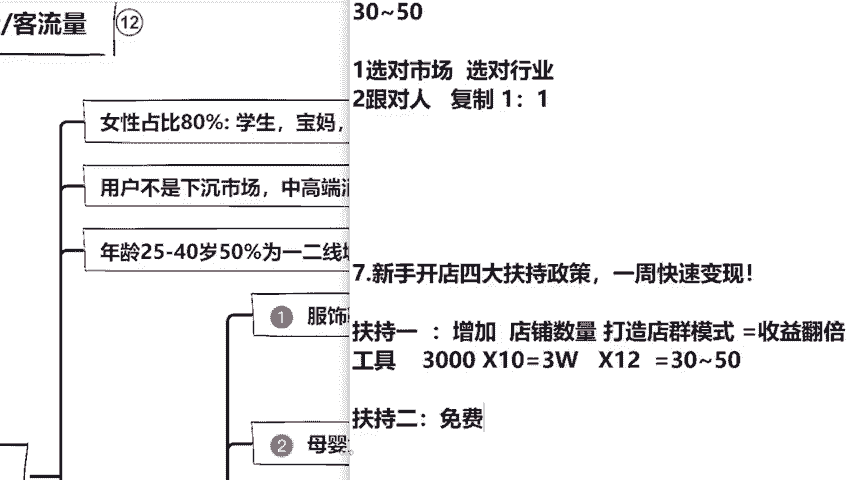 /客流量 ⑫
女性占比80%: 学生，宝妈，
用户不是下沉市场，中高端
年龄25-40岁50%为一二线
1 服饰
2 母婴
30~50
1选对市场 选对行业
2跟对人 复制 1：1
7.新手开店四大扶持政策，一周快速变现！
扶持一 ：增加 店铺数量 打造店群模式 =收益翻倍
工具 3000 X10=3W X12 =30~50
扶持二：免费